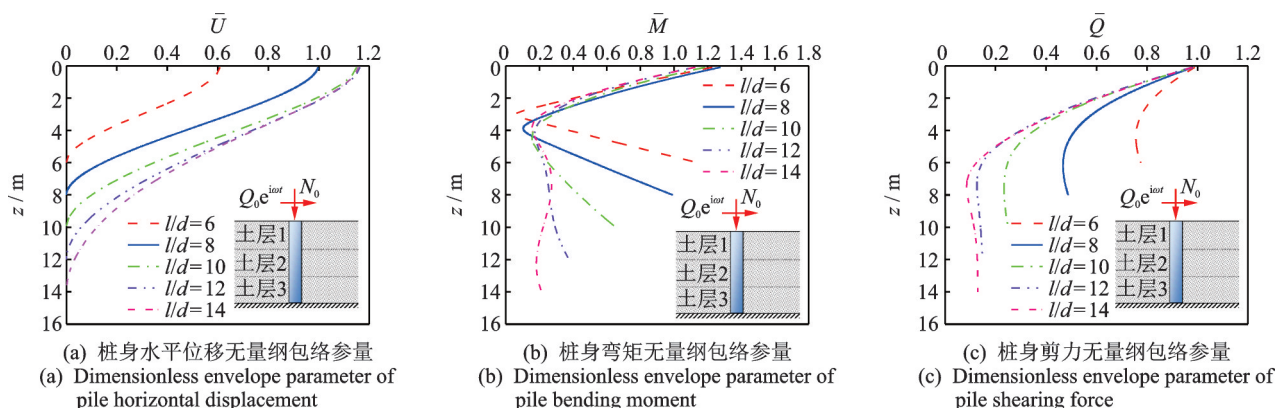 Ū
0 0.2 0.4 0.6 0.8 1.0 1.2
0
2
4
6
8
10
12
14
16
z / m
Q₀e^{iωt} N₀
l/d=6
l/d=8
l/d=10
l/d=12
l/d=14
土层1
土层2
土层3
(a) 桩身水平位移无量纲包络参量
(a) Dimensionless envelope parameter of
pile horizontal displacement
M̄
0.2 0.4 0.6 0.8 1.0 1.2 1.4 1.6 1.8
0
2
4
6
8
10
12
14
16
z / m
l/d=6
l/d=8
l/d=10
l/d=12
l/d=14
Q₀e^{iωt} N₀
土层1
土层2
土层3
(b) 桩身弯矩无量纲包络参量
(b) Dimensionless envelope parameter of
pile bending moment
Q̄
0 0.2 0.4 0.6 0.8 1.0 1.2
0
2
4
6
8
10
12
14
16
z / m
Q₀e^{iωt} N₀
l/d=6
l/d=8
l/d=10
l/d=12
l/d=14
土层1
土层2
土层3
(c) 桩身剪力无量纲包络参量
(c) Dimensionless envelope parameter of
pile shearing force